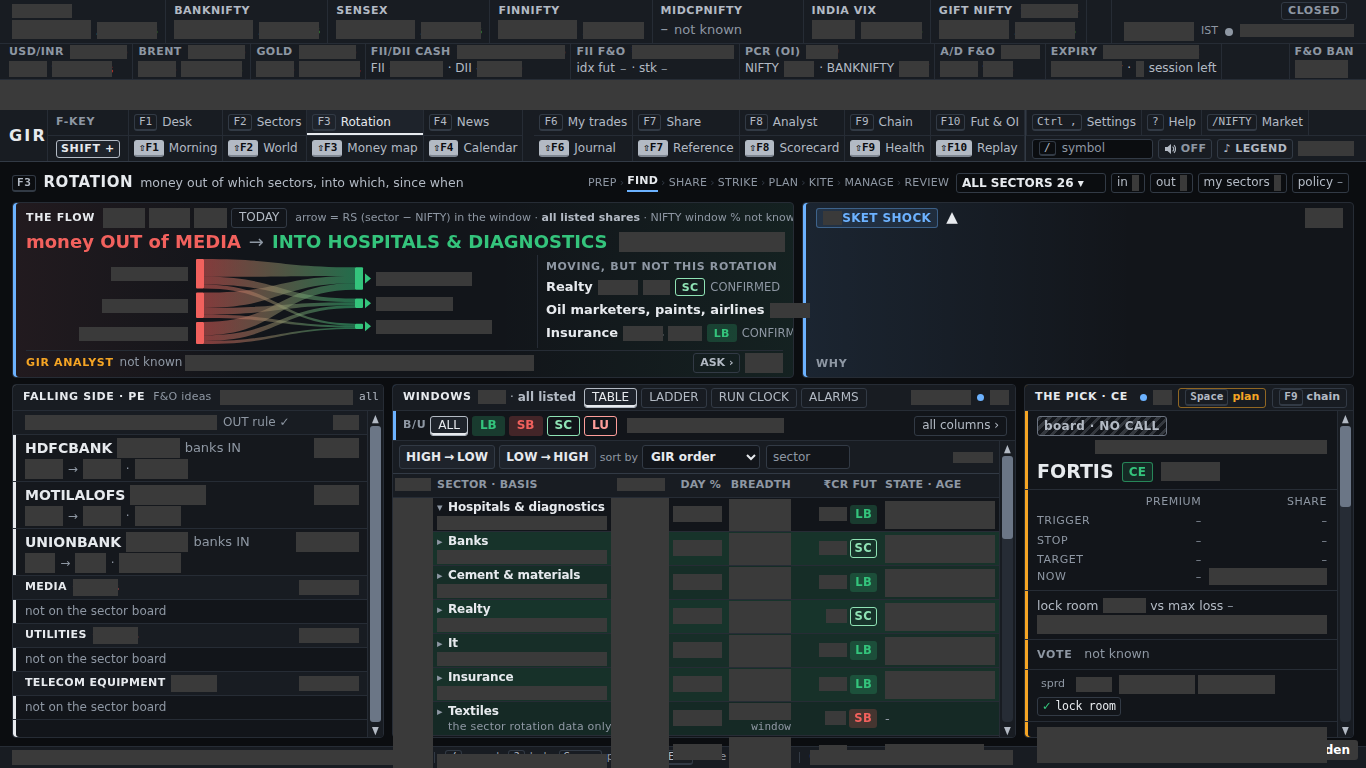 BANKNIFTY SENSEX FINNIFTY MIDCPNIFTY INDIA VIX GIFT NIFTY CLOSED
– not known IST
USD/INR BRENT GOLD FII/DII CASH FII F&O PCR (OI) A/D F&O EXPIRY F&O BAN
FII · DII idx fut – · stk – NIFTY · BANKNIFTY · session left
GIR F-KEY F1 Desk F2 Sectors F3 Rotation F4 News F6 My trades F7 Share F8 Analyst F9 Chain F10 Fut & OI Ctrl , Settings ? Help /NIFTY Market
SHIFT + ⇧F1 Morning ⇧F2 World ⇧F3 Money map ⇧F4 Calendar ⇧F6 Journal ⇧F7 Reference ⇧F8 Scorecard ⇧F9 Health ⇧F10 Replay / symbol OFF ♪ LEGEND
F3 ROTATION money out of which sectors, into which, since when PREP › FIND › SHARE › STRIKE › PLAN › KITE › MANAGE › REVIEW ALL SECTORS 26 ▾ in out my sectors policy –
THE FLOW TODAY arrow = RS (sector − NIFTY) in the window · all listed shares · NIFTY window % not know
money OUT of MEDIA → INTO HOSPITALS & DIAGNOSTICS
MOVING, BUT NOT THIS ROTATION
Realty SC CONFIRMED
Oil marketers, paints, airlines
Insurance LB CONFIRM
GIR ANALYST not known ASK ›
SKET SHOCK ▲
WHY
FALLING SIDE · PE F&O ideas all
OUT rule ✓
HDFCBANK banks IN
→ ·
MOTILALOFS
→ ·
UNIONBANK banks IN
→ ·
MEDIA
not on the sector board
UTILITIES
not on the sector board
TELECOM EQUIPMENT
not on the sector board
WINDOWS · all listed TABLE LADDER RUN CLOCK ALARMS
B/U ALL LB SB SC LU all columns ›
HIGH → LOW LOW → HIGH sort by GIR order sector
SECTOR · BASIS DAY % BREADTH ₹CR FUT STATE · AGE
▾ Hospitals & diagnostics LB
▸ Banks SC
▸ Cement & materials LB
▸ Realty SC
▸ It LB
▸ Insurance LB
▸ Textiles SB –
the sector rotation data only window
THE PICK · CE Space plan F9 chain
board · NO CALL
FORTIS CE
PREMIUM SHARE
TRIGGER – –
STOP – –
TARGET – –
NOW –
lock room vs max loss –
VOTE not known
sprd
✓ lock room
den